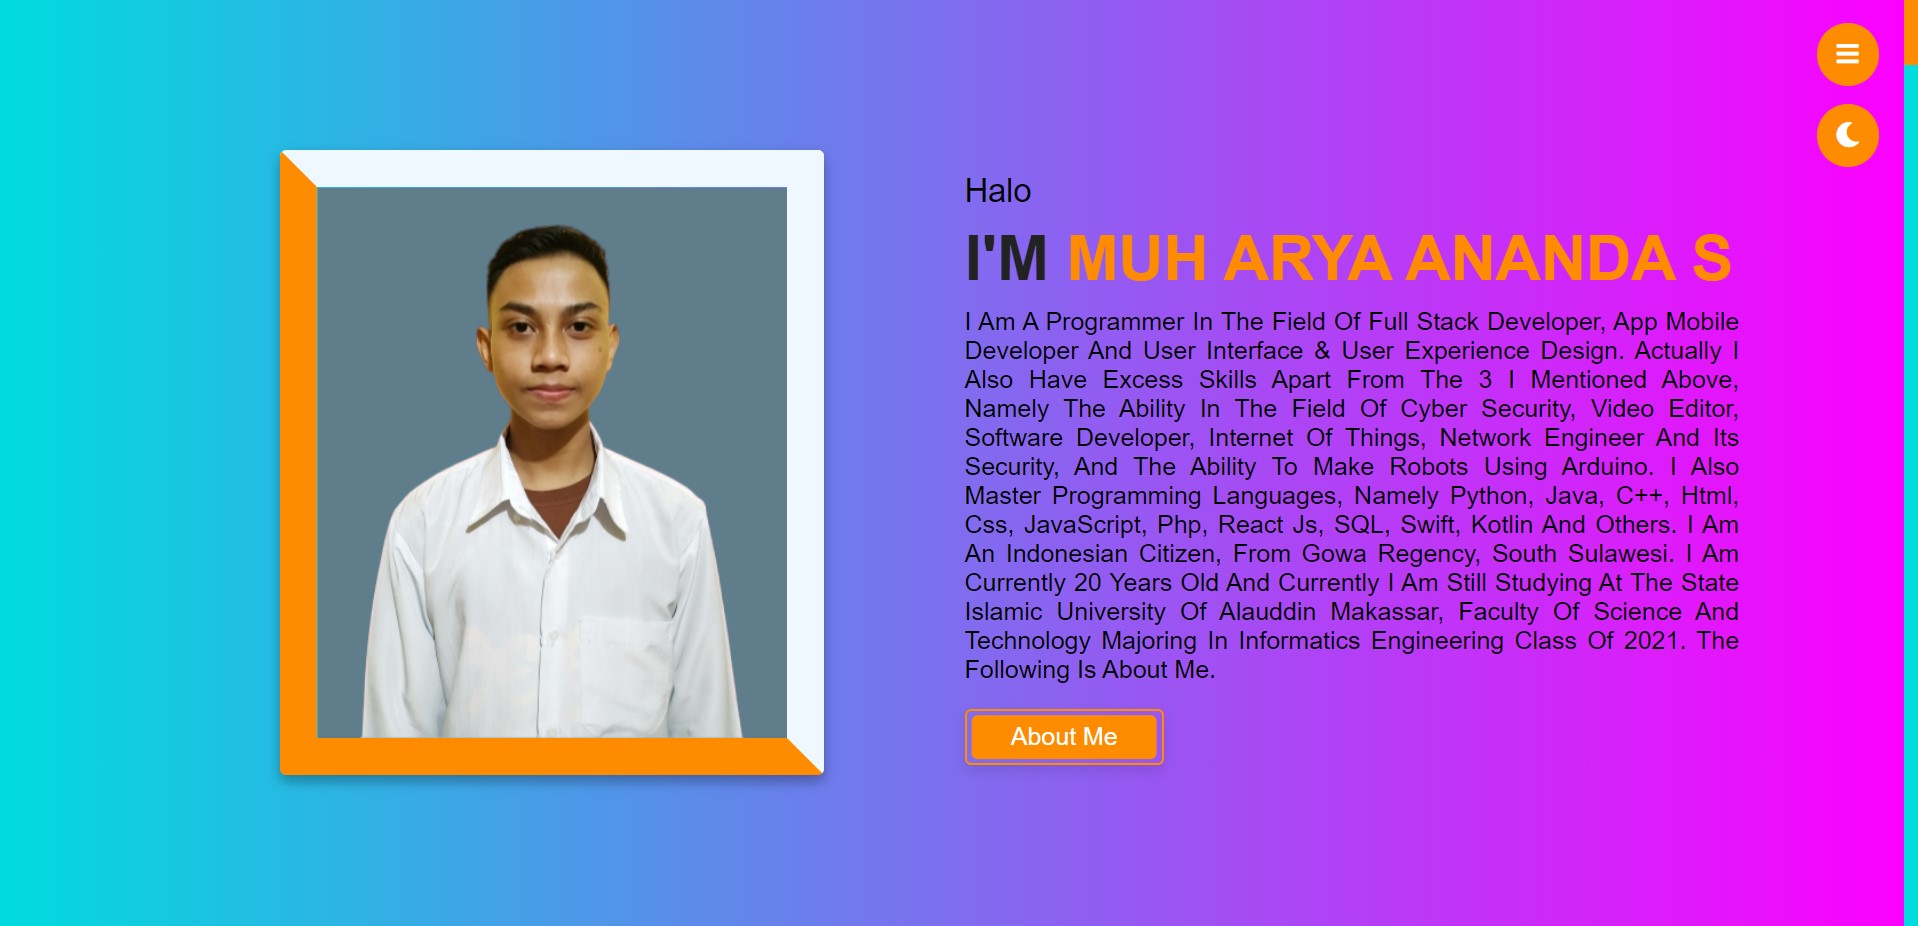 Halo
I'M MUH ARYA ANANDA S
I Am A Programmer In The Field Of Full Stack Developer, App Mobile
Developer And User Interface & User Experience Design. Actually I
Also Have Excess Skills Apart From The 3 I Mentioned Above,
Namely The Ability In The Field Of Cyber Security, Video Editor,
Software Developer, Internet Of Things, Network Engineer And Its
Security, And The Ability To Make Robots Using Arduino. I Also
Master Programming Languages, Namely Python, Java, C++, Html,
Css, JavaScript, Php, React Js, SQL, Swift, Kotlin And Others. I Am
An Indonesian Citizen, From Gowa Regency, South Sulawesi. I Am
Currently 20 Years Old And Currently I Am Still Studying At The State
Islamic University Of Alauddin Makassar, Faculty Of Science And
Technology Majoring In Informatics Engineering Class Of 2021. The
Following Is About Me.
About Me